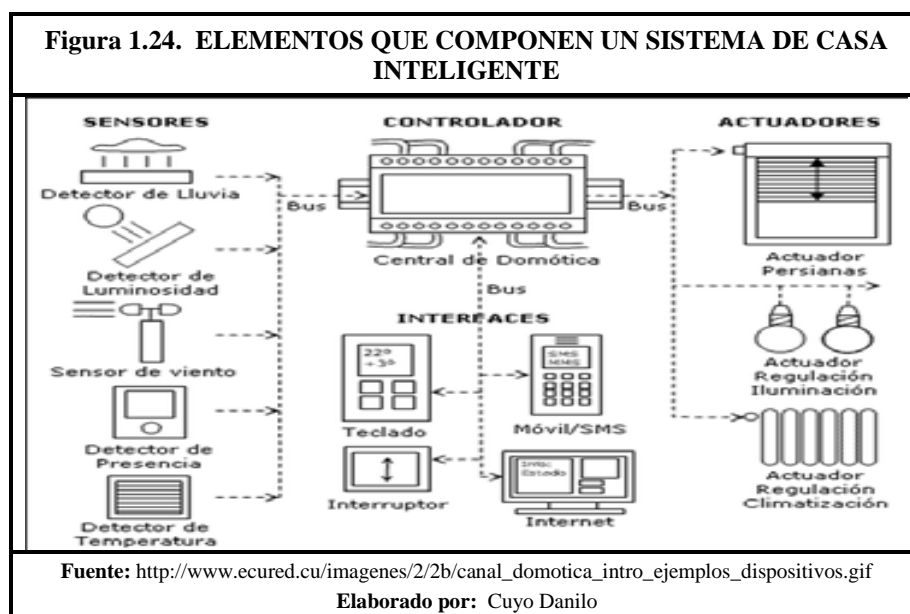 Figura 1.24. ELEMENTOS QUE COMPONEN UN SISTEMA DE CASA
INTELIGENTE
SENSORES
Detector de Lluvia
Detector de
Luminosidad
Sensor de viento
Detector de
Presencia
Detector de
Temperatura
CONTROLADOR
Bus
Bus
Central de Domótica
Bus
INTERFACES
22º
+3º
Teclado
SMS
MMS
Móvil/SMS
Interruptor
Estado
Internet
ACTUADORES
Actuador
Persianas
Actuador
Regulación
Iluminación
Actuador
Regulación
Climatización
Fuente: http://www.ecured.cu/imagenes/2/2b/canal_domotica_intro_ejemplos_dispositivos.gif
Elaborado por: Cuyo Danilo